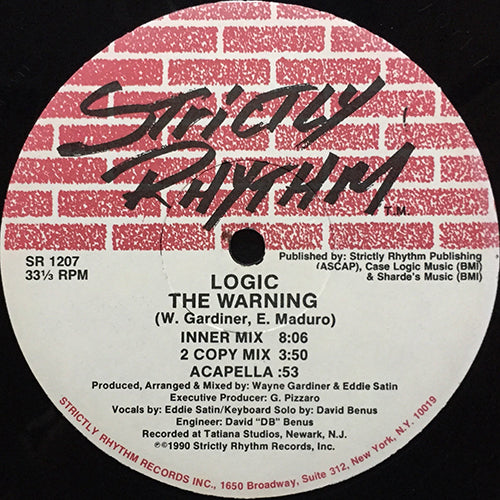 STRICTLY
RHYTHM
T.M.
SR 1207
33⅓ RPM
Published by: Strictly Rhythm Publishing
(ASCAP), Case Logic Music (BMI)
& Sharde's Music (BMI)
LOGIC
THE WARNING
(W. Gardiner, E. Maduro)
INNER MIX 8:06
2 COPY MIX 3:50
ACAPELLA :53
Produced, Arranged & Mixed by: Wayne Gardiner & Eddie Satin
Executive Producer: G. Pizzaro
Vocals by: Eddie Satin/Keyboard Solo by: David Benus
Engineer: David "DB" Benus
Recorded at Tatiana Studios, Newark, N.J.
℗©1990 Strictly Rhythm Records, Inc.
STRICTLY RHYTHM RECORDS INC., 1650 Broadway, Suite 312, New York, N.Y. 10019